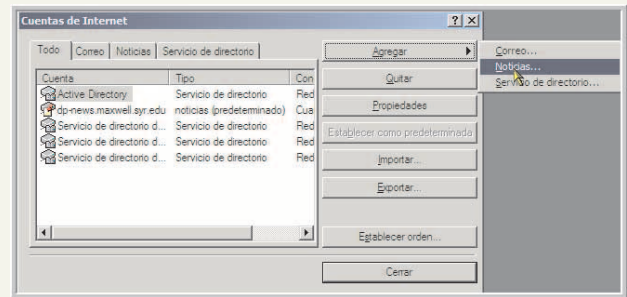 Cuentas de Internet
Todo Correo Noticias Servicio de directorio
Cuenta Tipo Con
Active Directory Servicio de directorio Red
dp-news.maxwell.syr.edu noticias (predeterminado) Cua
Servicio de directorio d... Servicio de directorio Red
Servicio de directorio d... Servicio de directorio Red
Servicio de directorio d... Servicio de directorio Red
Agregar
Quitar
Propiedades
Establecer como predeterminada
Importar...
Exportar...
Establecer orden...
Cerrar
Correo...
Noticias...
Servicio de directorio...